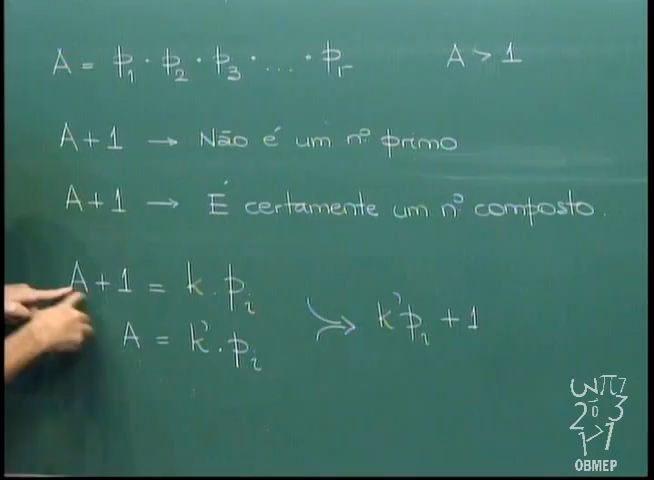 A = p₁ · p₂ · p₃ · ... · pᵣ A > 1
A + 1 → Não é um nº primo
A + 1 → É certamente um nº composto.
A + 1 = k . pᵢ
k' pᵢ + 1
A = k' . pᵢ
OBMEP